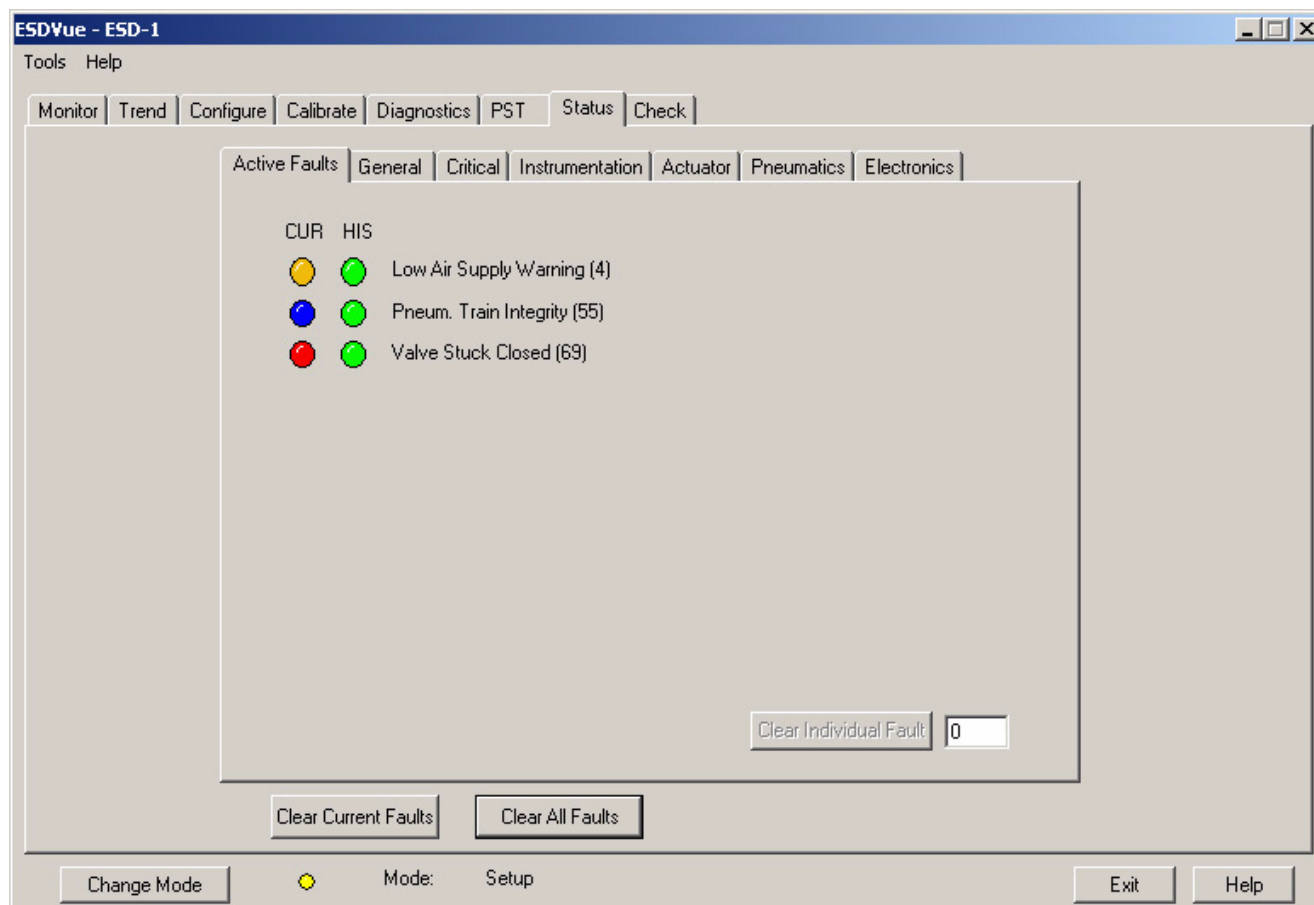 ESDVue - ESD-1
Tools Help
Monitor Trend Configure Calibrate Diagnostics PST Status Check
Active Faults General Critical Instrumentation Actuator Pneumatics Electronics
CUR HIS
Low Air Supply Warning (4)
Pneum. Train Integrity (55)
Valve Stuck Closed (69)
Clear Individual Fault 0
Clear Current Faults Clear All Faults
Change Mode Mode: Setup Exit Help